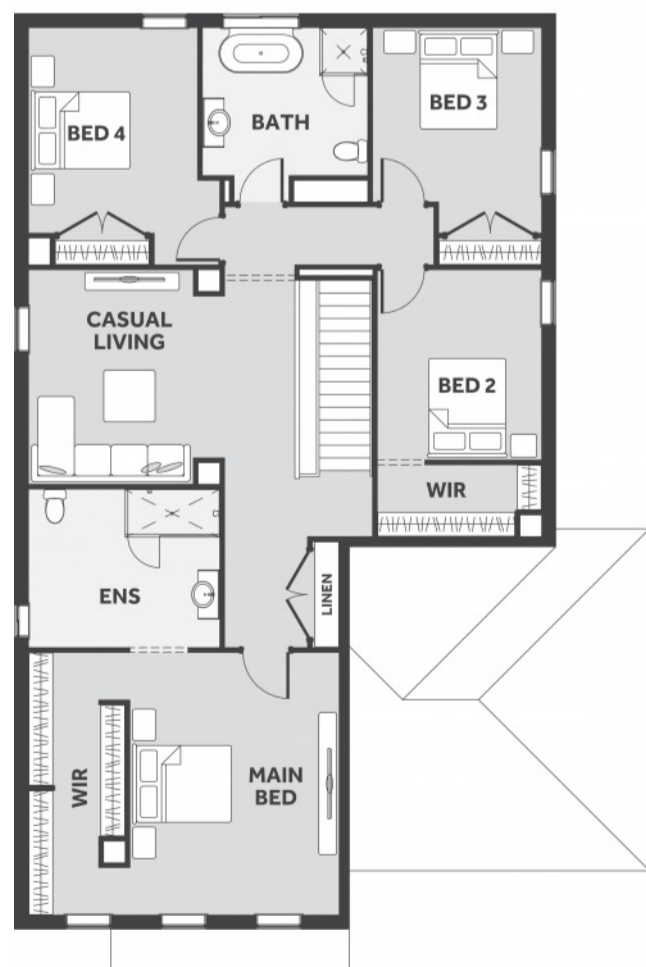 BED 4
BATH
BED 3
CASUAL
LIVING
BED 2
WIR
ENS
LINEN
WIR
MAIN
BED